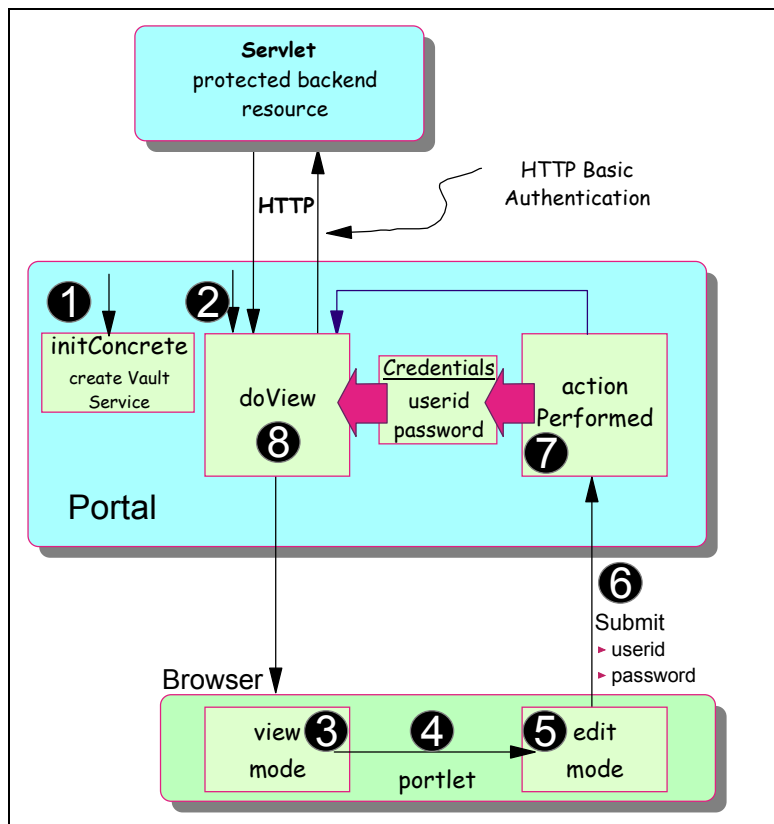 Servlet
protected backend
resource
HTTP
HTTP Basic
Authentication
1
2
initConcrete
create Vault
Service
doView
8
Credentials
userid
password
action
Performed
7
Portal
6
Submit
userid
password
Browser
view
mode
3
4
portlet
5
edit
mode